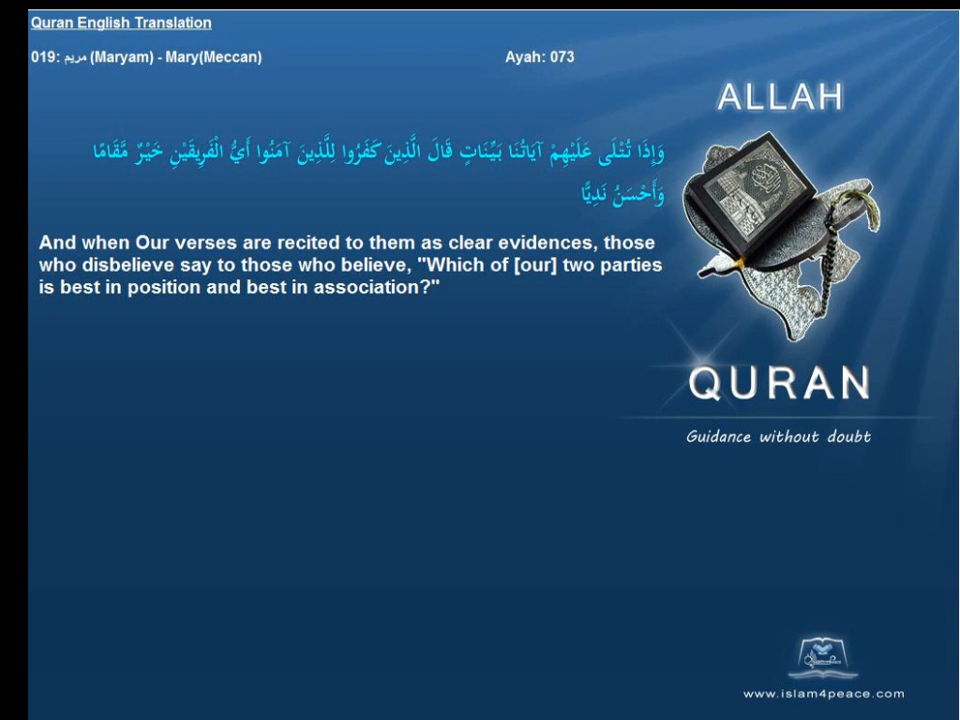 Quran English Translation
019: مريم (Maryam) - Mary(Meccan) Ayah: 073
ALLAH
وَإِذَا تُتْلَى عَلَيْهِمْ آيَاتُنَا بَيِّنَاتٍ قَالَ الَّذِينَ كَفَرُوا لِلَّذِينَ آمَنُوا أَيُّ الْفَرِيقَيْنِ خَيْرٌ مَّقَامًا
وَأَحْسَنُ نَدِيًّا
And when Our verses are recited to them as clear evidences, those
who disbelieve say to those who believe, "Which of [our] two parties
is best in position and best in association?"
QURAN
Guidance without doubt
www.islam4peace.com